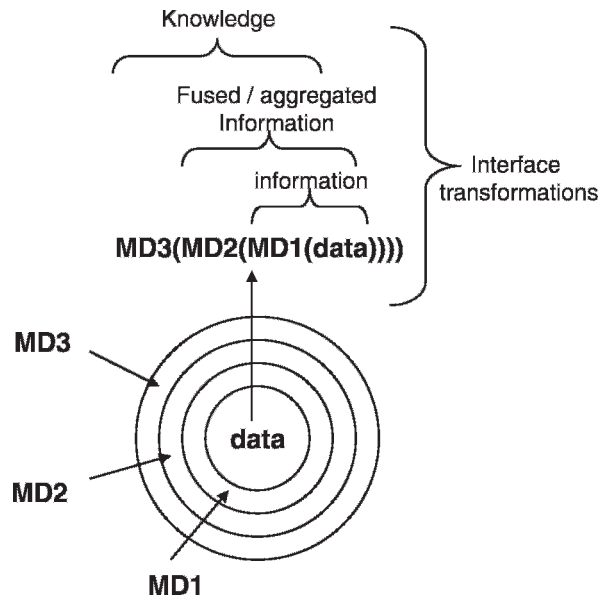 Knowledge
Fused / aggregated
Information
information
Interface
transformations
MD3(MD2(MD1(data))))
MD3
data
MD2
MD1